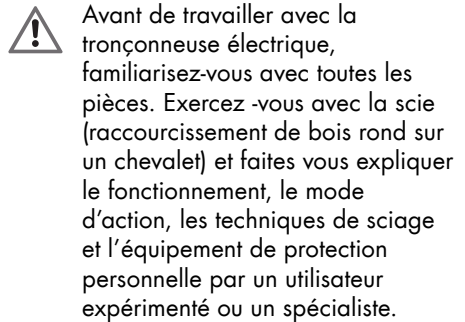 Avant de travailler avec la
tronçonneuse électrique,
familiarisez-vous avec toutes les
pièces. Exercez -vous avec la scie
(raccourcissement de bois rond sur
un chevalet) et faites vous expliquer
le fonctionnement, le mode
d’action, les techniques de sciage
et l’équipement de protection
personnelle par un utilisateur
expérimenté ou un spécialiste.